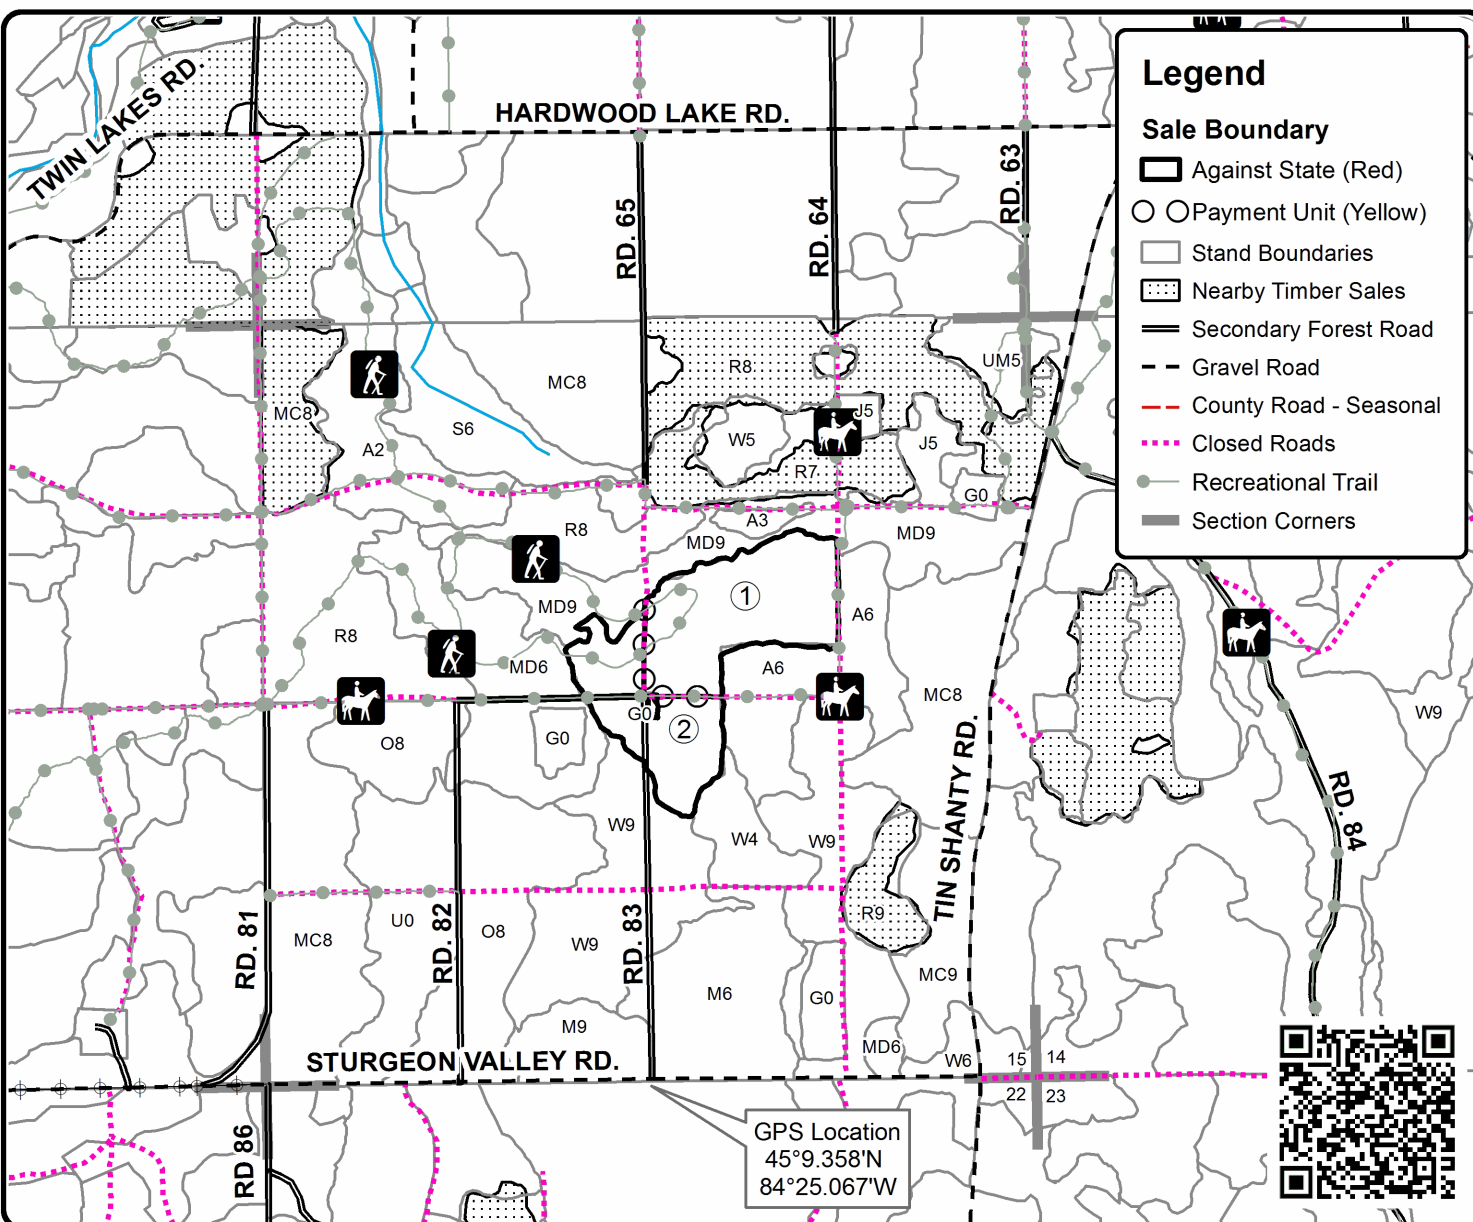 TWIN LAKES RD.
HARDWOOD LAKE RD.
RD. 65
RD. 64
RD. 63
Legend
Sale Boundary
Against State (Red)
Payment Unit (Yellow)
Stand Boundaries
Nearby Timber Sales
Secondary Forest Road
Gravel Road
County Road - Seasonal
Closed Roads
Recreational Trail
Section Corners
MC8
R8
UM5
MC8
J5
S6
W5
J5
A2
R7
G0
A3
R8
MD9
MD9
1
MD9
A6
R8
MD6
A6
MC8
G0
W9
2
O8
G0
TIN SHANTY RD.
RD. 84
W9
W4
W9
R9
U0
O8
MC8
W9
RD. 81
RD. 82
RD. 83
MC9
M6
G0
M9
MD6
W6
15
14
STURGEON VALLEY RD.
22
23
GPS Location
45°9.358'N
84°25.067'W
RD 86